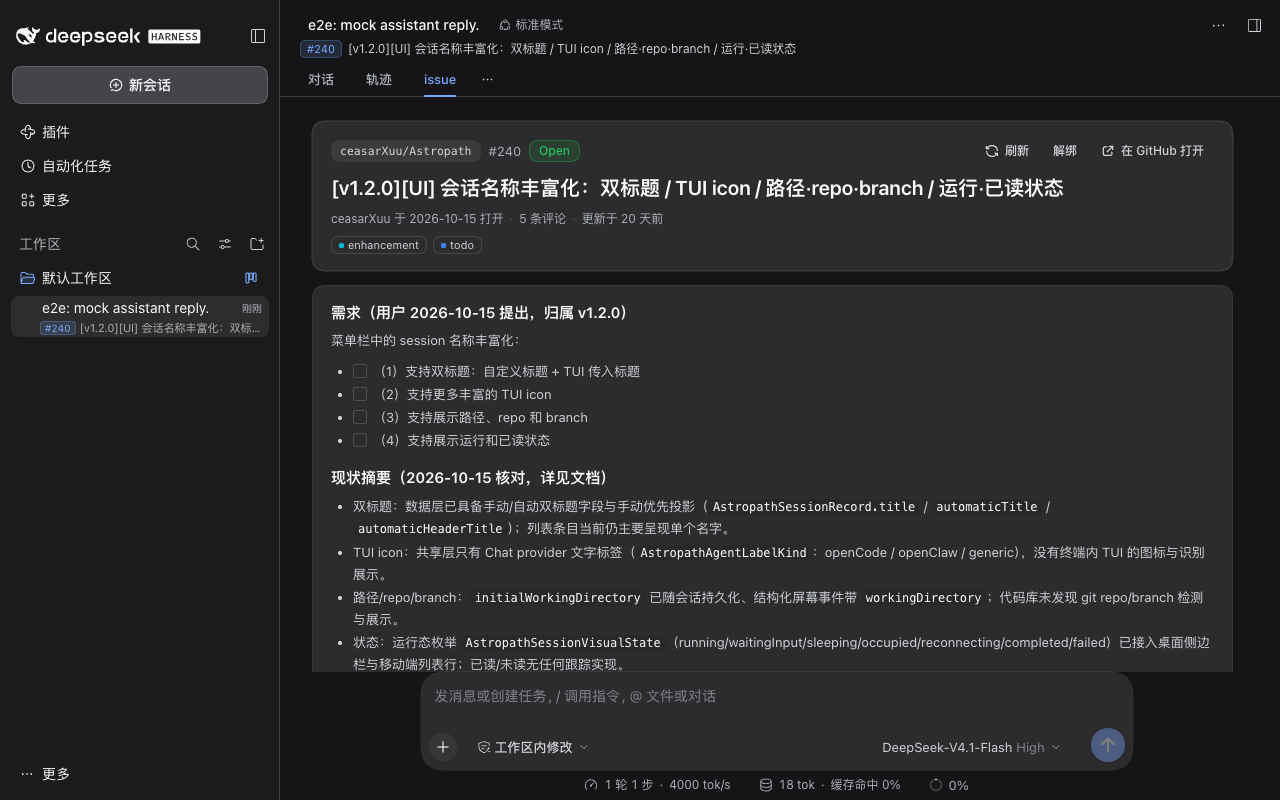 deepseek HARNESS
新会话
插件
自动化任务
更多
工作区
默认工作区
e2e: mock assistant reply. 刚刚
#240 [v1.2.0][UI] 会话名称丰富化：双标...
更多
e2e: mock assistant reply. 标准模式
#240 [v1.2.0][UI] 会话名称丰富化：双标题 / TUI icon / 路径·repo·branch / 运行·已读状态
对话 轨迹 issue ...
ceasarXuu/Astropath #240 Open 刷新 解绑 在 GitHub 打开
[v1.2.0][UI] 会话名称丰富化：双标题 / TUI icon / 路径·repo·branch / 运行·已读状态
ceasarXuu 于 2026-10-15 打开 · 5 条评论 · 更新于 20 天前
enhancement todo
需求（用户 2026-10-15 提出，归属 v1.2.0）
菜单栏中的 session 名称丰富化：
（1）支持双标题：自定义标题 + TUI 传入标题
（2）支持更多丰富的 TUI icon
（3）支持展示路径、repo 和 branch
（4）支持展示运行和已读状态
现状摘要（2026-10-15 核对，详见文档）
双标题：数据层已具备手动/自动双标题字段与手动优先投影（ AstropathSessionRecord.title / automaticTitle /
automaticHeaderTitle ）；列表条目当前仍主要呈现单个名字。
TUI icon：共享层只有 Chat provider 文字标签（ AstropathAgentLabelKind ：openCode / openClaw / generic），没有终端内 TUI 的图标与识别
展示。
路径/repo/branch： initialWorkingDirectory 已随会话持久化、结构化屏幕事件带 workingDirectory ；代码库未发现 git repo/branch 检测
与展示。
状态：运行态枚举 AstropathSessionVisualState （running/waitingInput/sleeping/occupied/reconnecting/completed/failed）已接入桌面侧边
栏与移动端列表行；已读/未读无任何跟踪实现。
发消息或创建任务，/ 调用指令，@ 文件或对话
工作区内修改 DeepSeek-V4.1-Flash High
1 轮 1 步 · 4000 tok/s 18 tok · 缓存命中 0% 0%